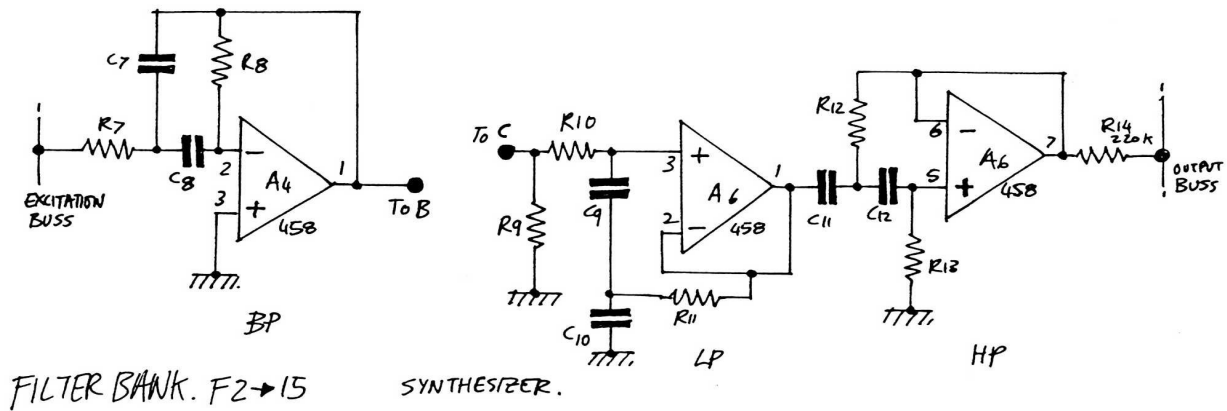 C7
R8
R7
C8
2
3
A4
1
458
EXCITATION
BUSS
To B
BP
To C
R10
R9
C9
C10
3
2
A6
1
458
R11
LP
C11
C12
R12
R13
6
5
A6
7
458
R14
220K
OUTPUT
BUSS
HP
FILTER BANK. F2→15
SYNTHESIZER.